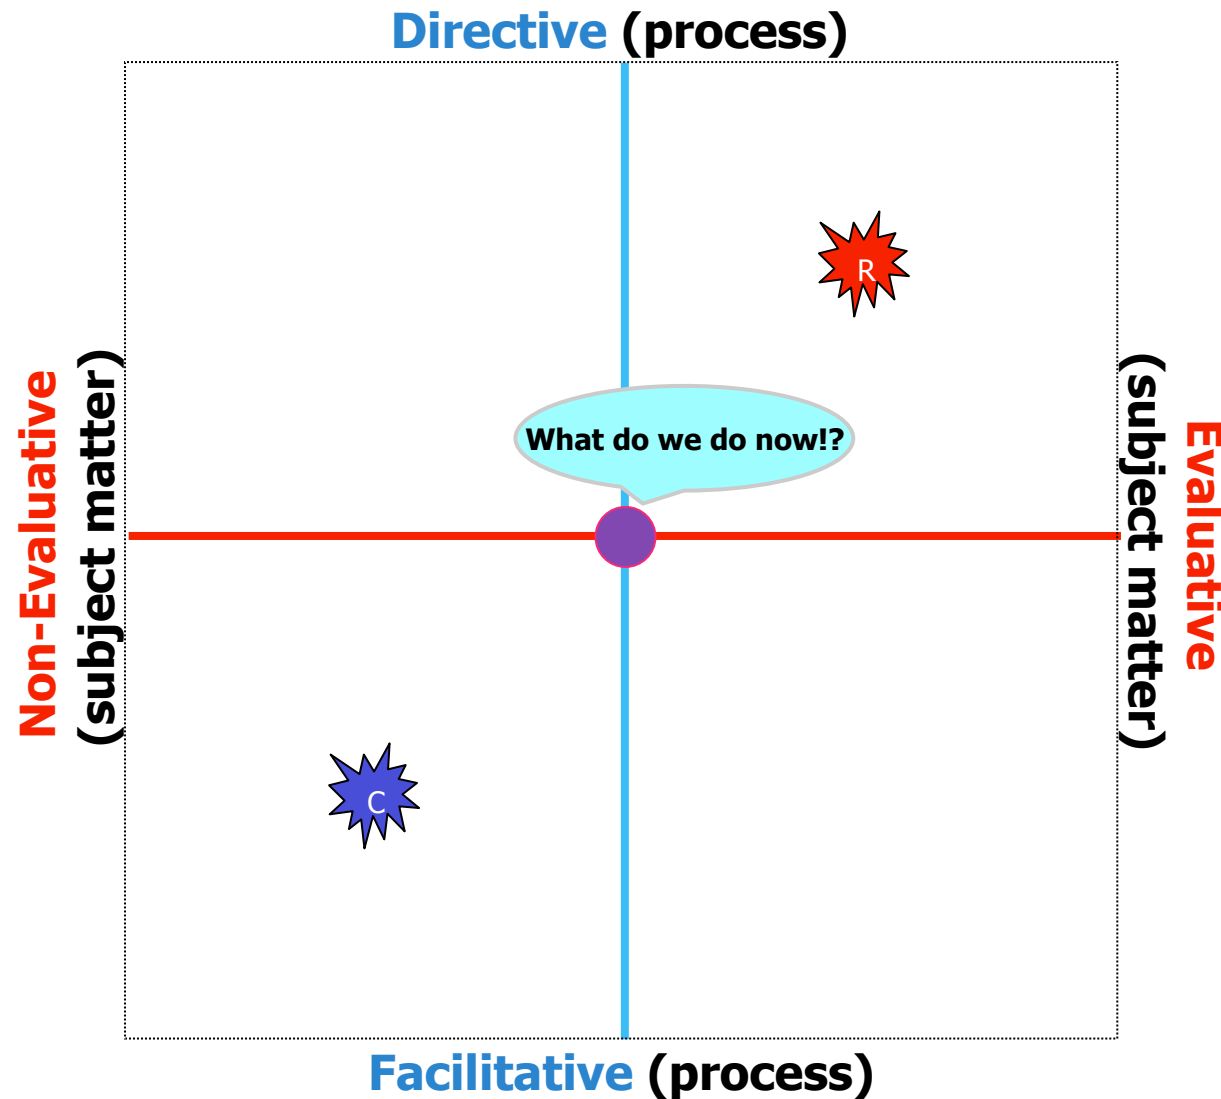 Directive (process)
R
What do we do now!?
Non-Evaluative
(subject matter)
(subject matter)
Evaluative
C
Facilitative (process)